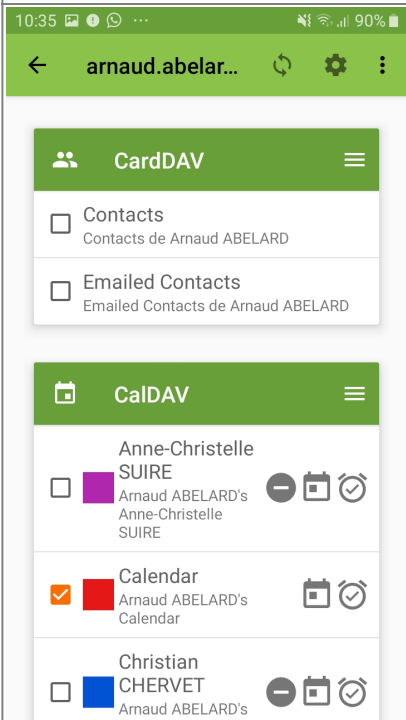 10:35 ... 90%
arnaud.abelar...
CardDAV
Contacts
Contacts de Arnaud ABELARD
Emailed Contacts
Emailed Contacts de Arnaud ABELARD
CalDAV
Anne-Christelle
SUIRE
Arnaud ABELARD's
Anne-Christelle
SUIRE
Calendar
Arnaud ABELARD's
Calendar
Christian
CHERVET
Arnaud ABELARD's